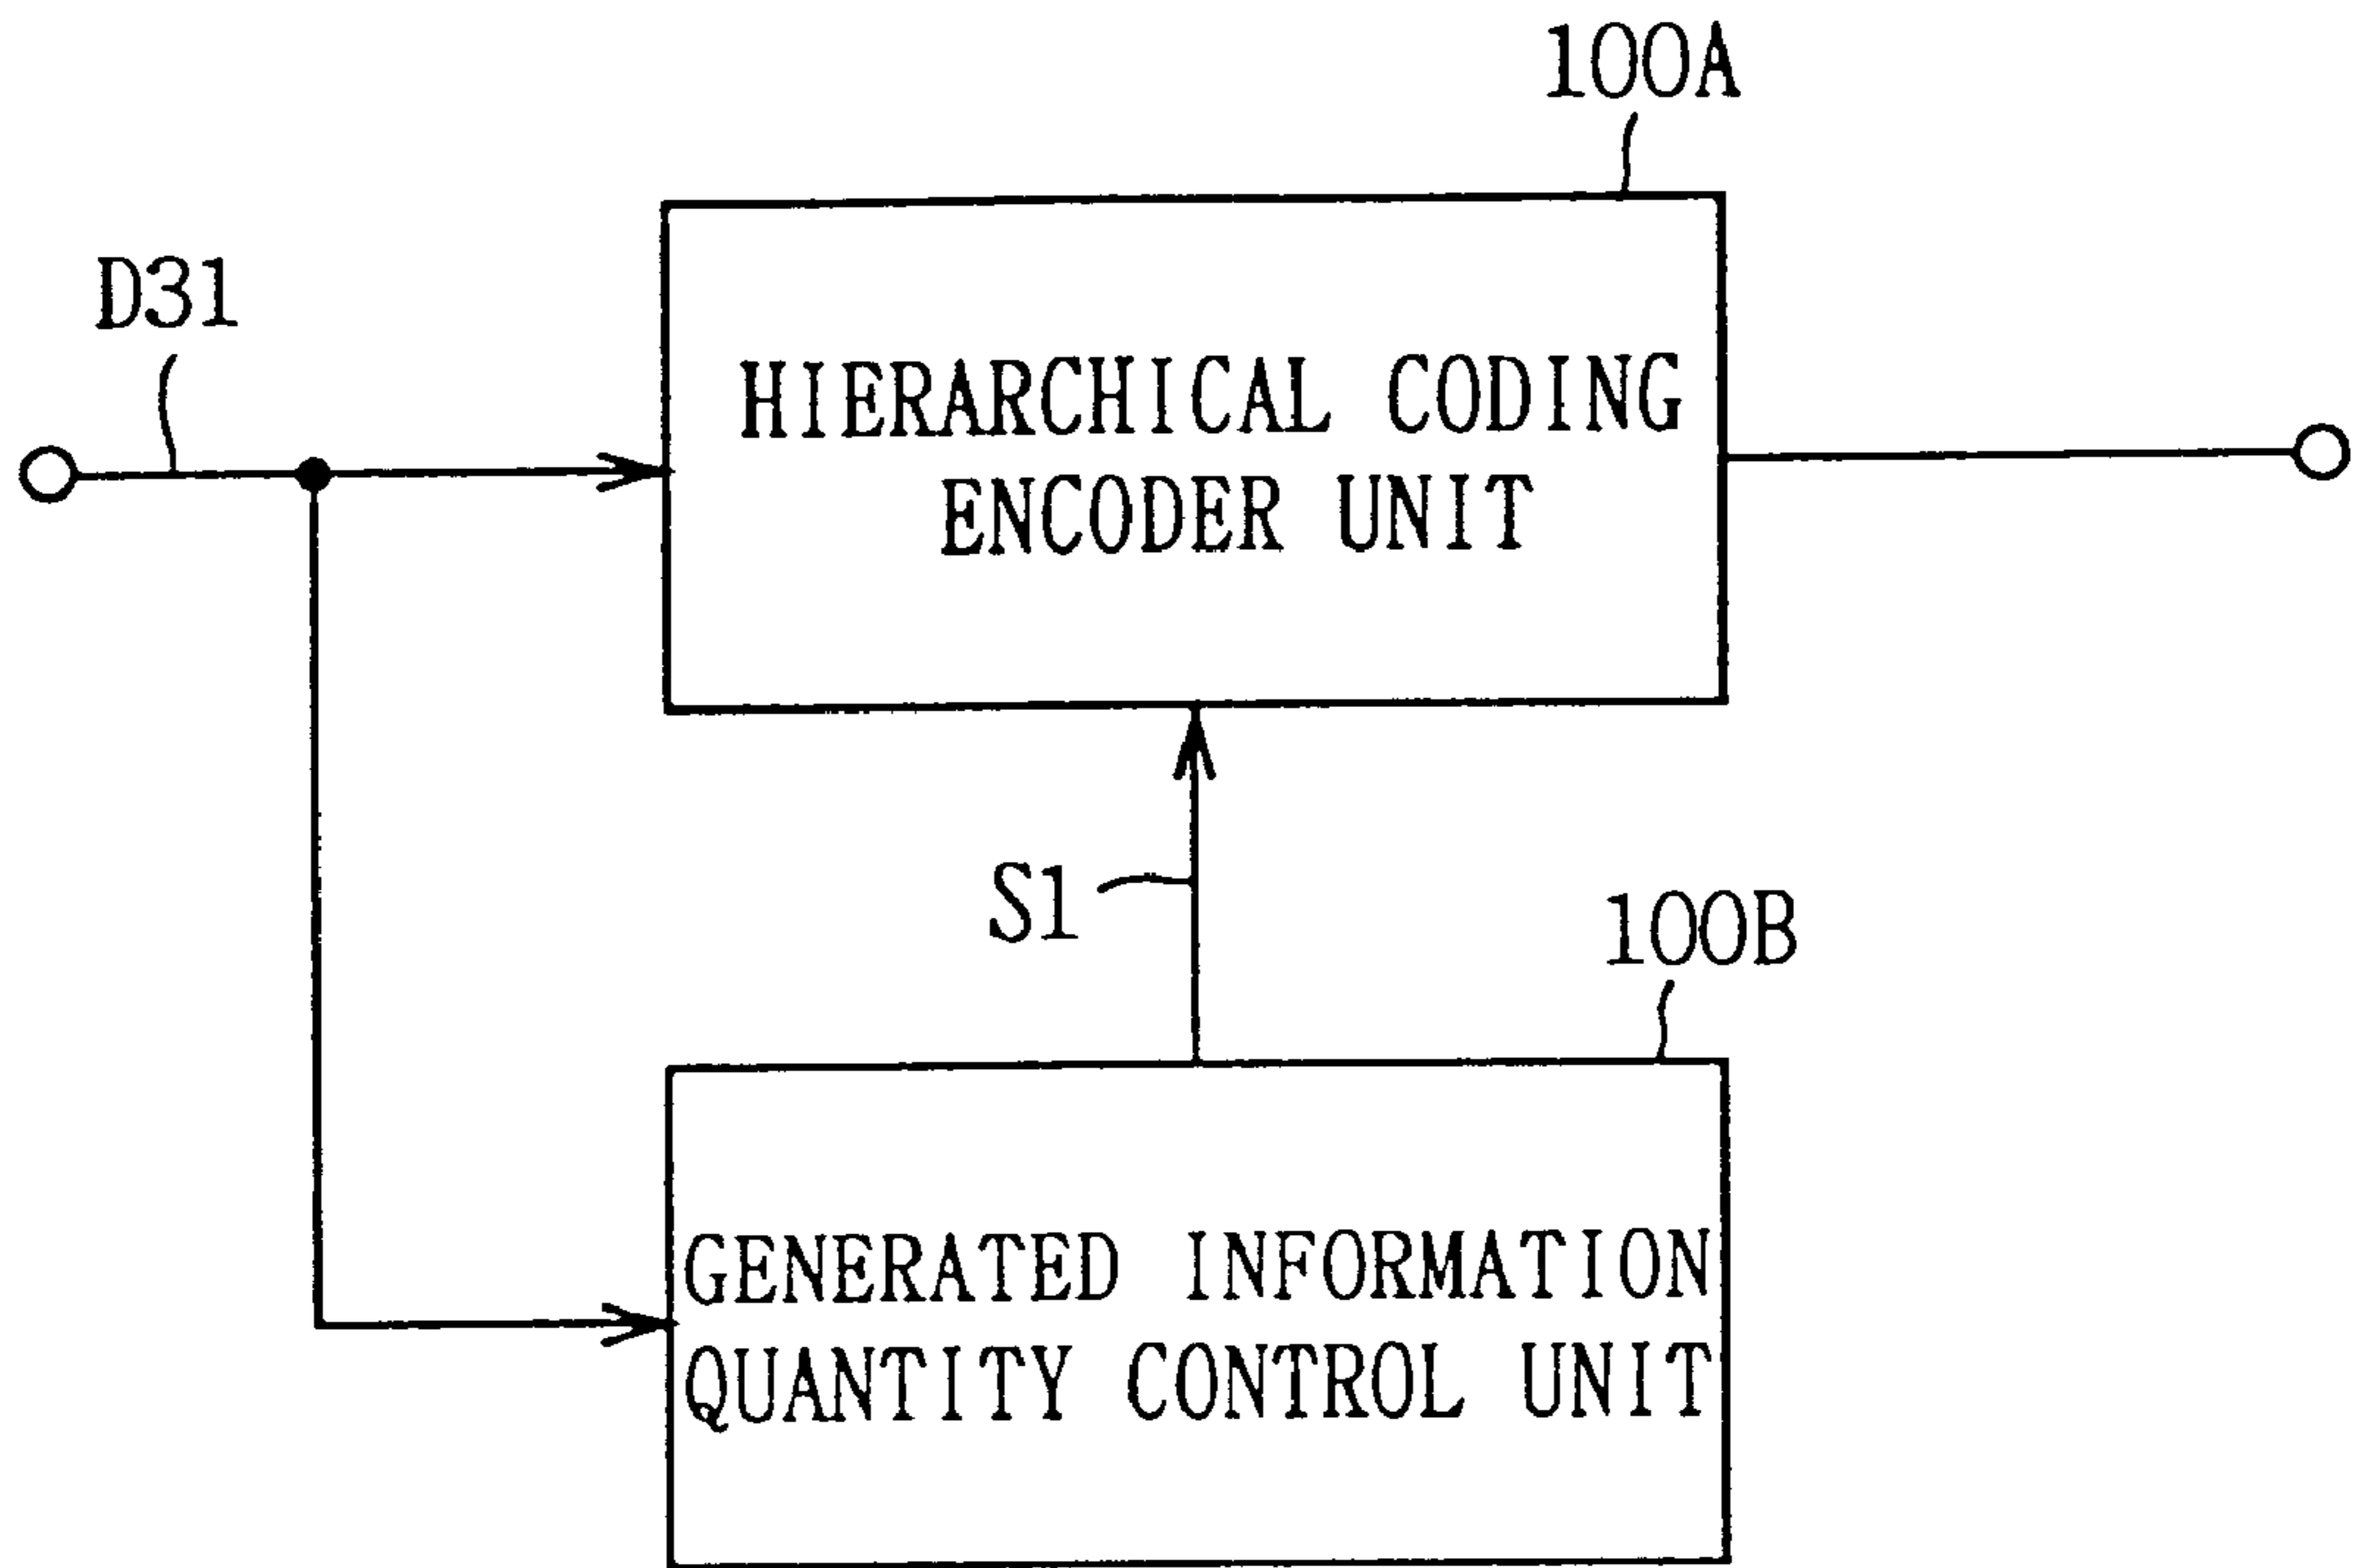 100A
D31
HIERARCHICAL CODING
ENCODER UNIT
S1
100B
GENERATED INFORMATION
QUANTITY CONTROL UNIT